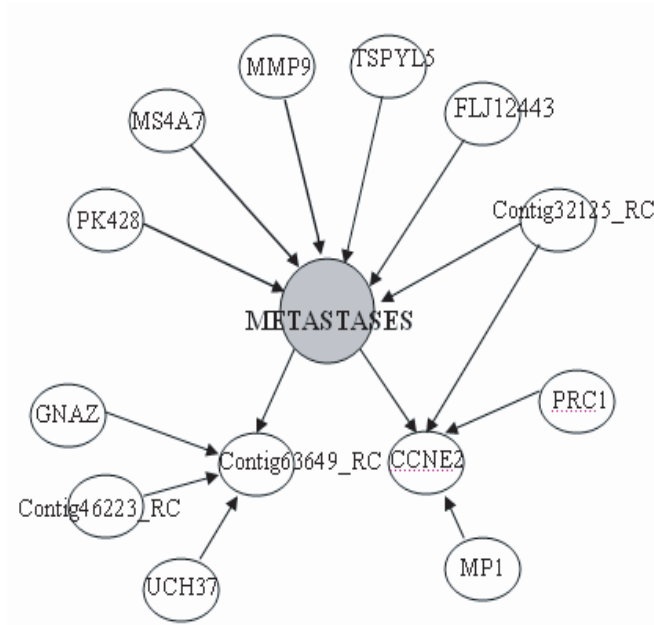 TSPYL5
MMP9
FLJ12443
MS4A7
Contig32125_RC
PK428
METASTASES
PRC1
GNAZ
Contig63649_RC
CCNE2
Contig46223_RC
MP1
UCH37